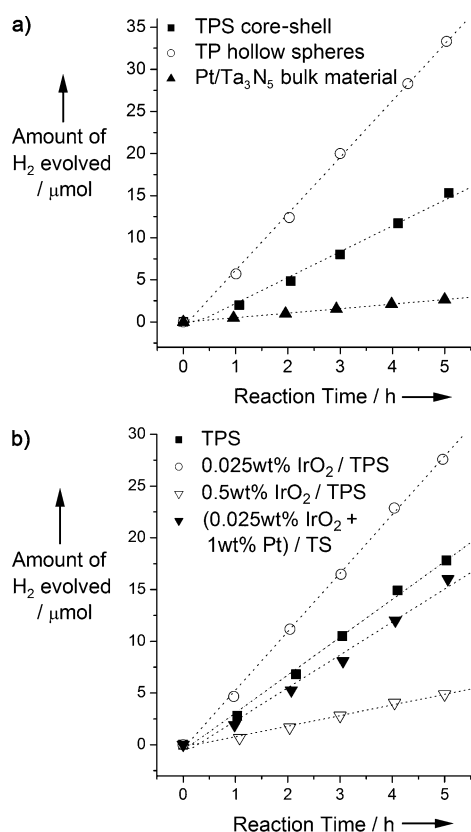 a)
TPS core-shell
TP hollow spheres
Pt/Ta₃N₅ bulk material
Amount of
H₂ evolved
/ μmol
35
30
25
20
15
10
5
0
0 1 2 3 4 5
Reaction Time / h
b)
TPS
0.025wt% IrO₂ / TPS
0.5wt% IrO₂ / TPS
(0.025wt% IrO₂ +
1wt% Pt) / TS
Amount of
H₂ evolved
/ μmol
30
25
20
15
10
5
0
0 1 2 3 4 5
Reaction Time / h